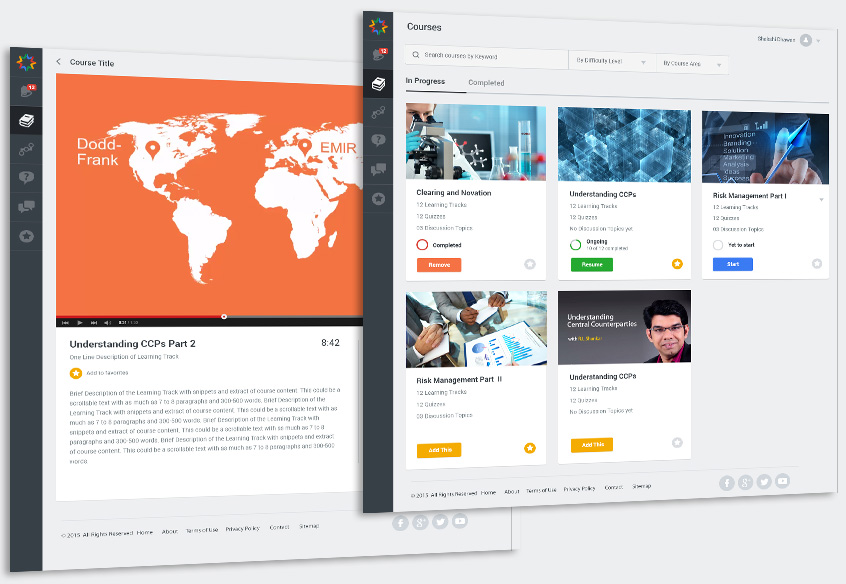 Course Title
13
Dodd-
Frank
EMIR
Understanding CCPs Part 2
8:42
One Line Description of Learning Track
Add to favorites
Brief Description of the Learning Track with snippets and extract of course content. This could be a
scrollable text with as much as 7 to 8 paragraphs and 300-500 words, Brief Description of the
Learning Track with snippets and extract of course content. This could be a scrollable text with as
much as 7 to 8 paragraphs and 300-500 words. Brief Description of the Learning Track with
snippets and extract of course content. This could be a scrollable text with as much as 7 to 8
paragraphs and 300-500 words, Brief Description of the Learning Track with snippets and extract
of course content. This could be a scrollable text with as much as 7 to 8 paragraphs and 300-500
words
© 2015 All Rights Reserved Home About Terms of Use Privacy Policy Contact Sitemap
Courses
12
Search courses by Keyword
By Difficulty Level
By Course Area
In Progress
Completed
Clearing and Novation
12 Learning Tracks
12 Quizzes
03 Discussion Topics
Completed
Remove
Understanding CCPs
12 Learning Tracks
12 Quizzes
No Discussion Topics yet
Ongoing
10 of 12 completed
Resume
Innovation
Branding
Solution
Marketing
Analysis
Ideas
Success
Risk Management Part I
12 Learning Tracks
12 Quizzes
03 Discussion Topics
Yet to start
Start
Risk Management Part II
12 Learning Tracks
12 Quizzes
03 Discussion Topics
Add This
Understanding
Central Counterparties
with
Understanding CCPs
12 Learning Tracks
12 Quizzes
No Discussion Topics yet
Add This
© 2015 All Rights Reserved Home About Terms of Use Privacy Policy Contact Sitemap